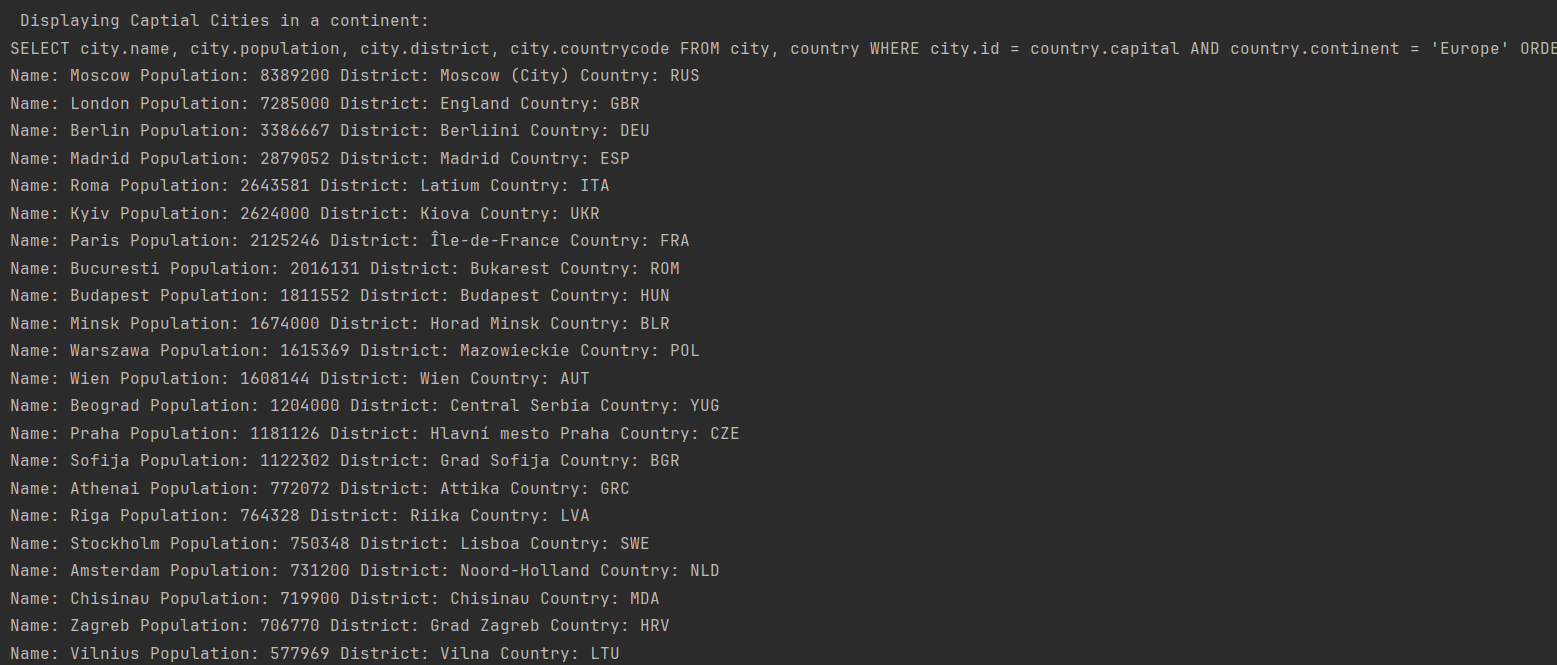 Displaying Captial Cities in a continent:
SELECT city.name, city.population, city.district, city.countrycode FROM city, country WHERE city.id = country.capital AND country.continent = 'Europe' ORDE
Name: Moscow Population: 8389200 District: Moscow (City) Country: RUS
Name: London Population: 7285000 District: England Country: GBR
Name: Berlin Population: 3386667 District: Berliini Country: DEU
Name: Madrid Population: 2879052 District: Madrid Country: ESP
Name: Roma Population: 2643581 District: Latium Country: ITA
Name: Kyiv Population: 2624000 District: Kiova Country: UKR
Name: Paris Population: 2125246 District: Île-de-France Country: FRA
Name: Bucuresti Population: 2016131 District: Bukarest Country: ROM
Name: Budapest Population: 1811552 District: Budapest Country: HUN
Name: Minsk Population: 1674000 District: Horad Minsk Country: BLR
Name: Warszawa Population: 1615369 District: Mazowieckie Country: POL
Name: Wien Population: 1608144 District: Wien Country: AUT
Name: Beograd Population: 1204000 District: Central Serbia Country: YUG
Name: Praha Population: 1181126 District: Hlavní mesto Praha Country: CZE
Name: Sofija Population: 1122302 District: Grad Sofija Country: BGR
Name: Athenai Population: 772072 District: Attika Country: GRC
Name: Riga Population: 764328 District: Riika Country: LVA
Name: Stockholm Population: 750348 District: Lisboa Country: SWE
Name: Amsterdam Population: 731200 District: Noord-Holland Country: NLD
Name: Chisinau Population: 719900 District: Chisinau Country: MDA
Name: Zagreb Population: 706770 District: Grad Zagreb Country: HRV
Name: Vilnius Population: 577969 District: Vilna Country: LTU